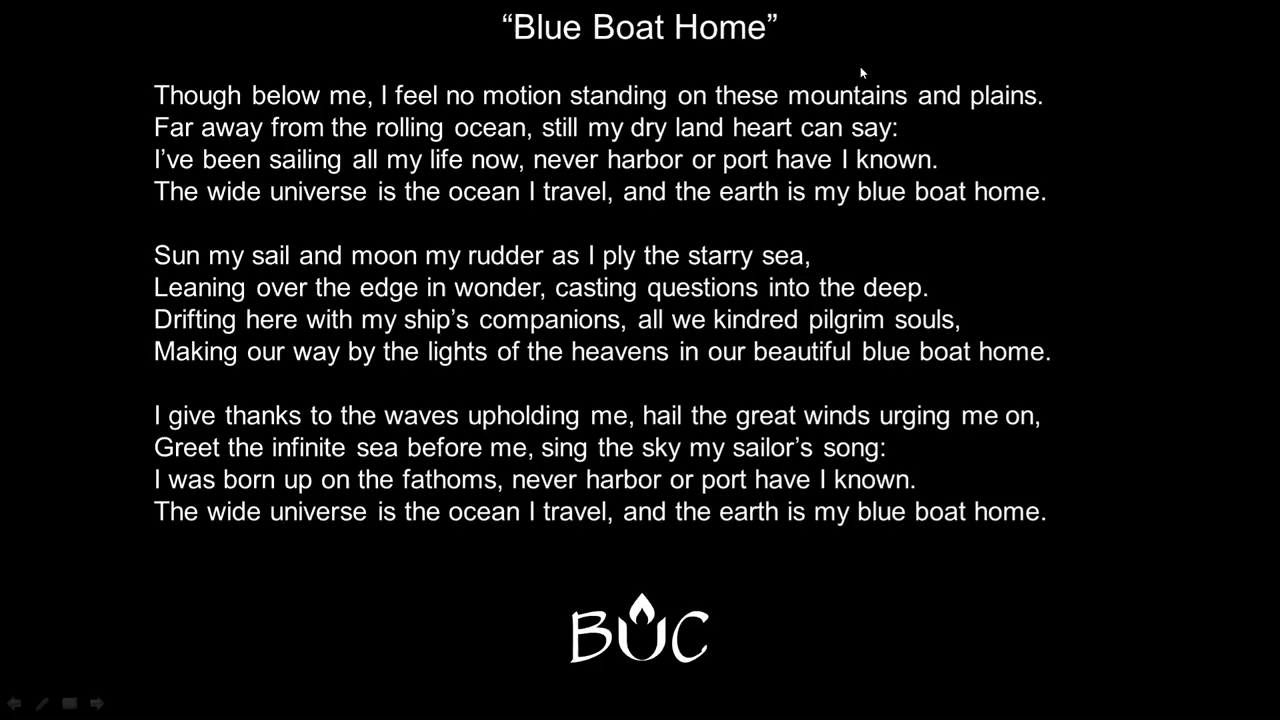 “Blue Boat Home”
Though below me, I feel no motion standing on these mountains and plains.
Far away from the rolling ocean, still my dry land heart can say:
I’ve been sailing all my life now, never harbor or port have I known.
The wide universe is the ocean I travel, and the earth is my blue boat home.
Sun my sail and moon my rudder as I ply the starry sea,
Leaning over the edge in wonder, casting questions into the deep.
Drifting here with my ship’s companions, all we kindred pilgrim souls,
Making our way by the lights of the heavens in our beautiful blue boat home.
I give thanks to the waves upholding me, hail the great winds urging me on,
Greet the infinite sea before me, sing the sky my sailor’s song:
I was born up on the fathoms, never harbor or port have I known.
The wide universe is the ocean I travel, and the earth is my blue boat home.
BUC